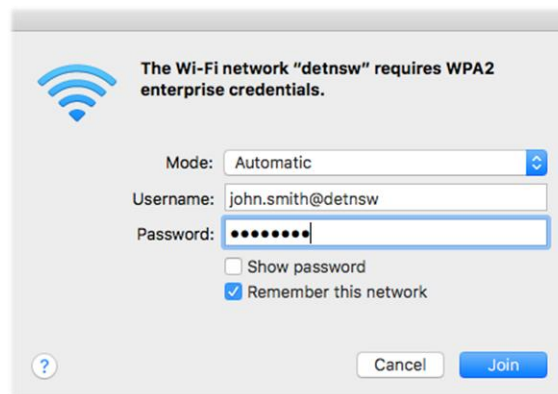 The Wi-Fi network “detnsw” requires WPA2
enterprise credentials.
Mode: Automatic
Username: john.smith@detnsw
Password: ••••••••
Show password
Remember this network
? Cancel Join